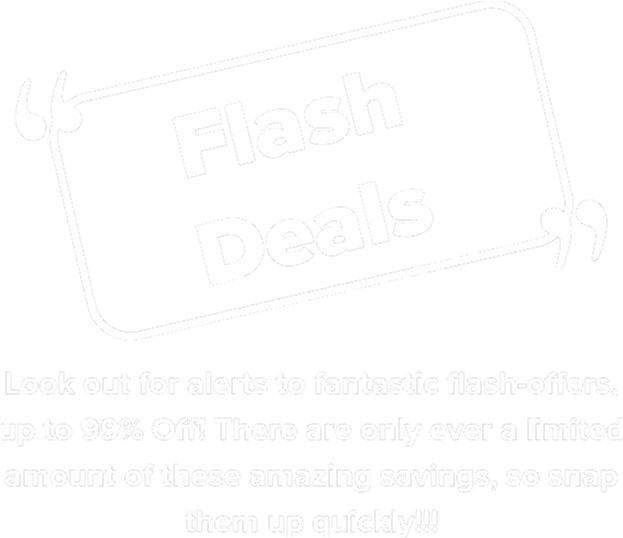 Flash
Deals
Look out for alerts to fantastic flash-offers,
up to 99% Off! There are only ever a limited
amount of these amazing savings, so snap
them up quickly!!!